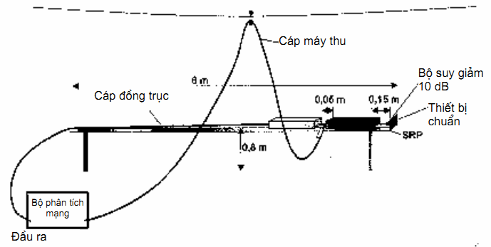 Cáp máy thu
6 m
Bộ suy giảm
10 dB
Cáp đồng trục
0,06 m
0,15 m
Thiết bị
chuẩn
SRP
0,8 m
Bộ phân tích
mạng
Đầu ra